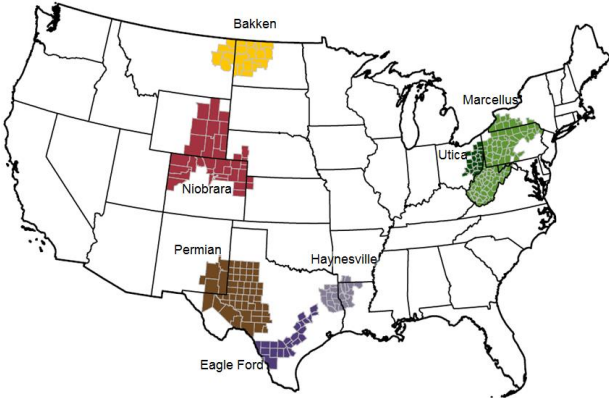 Bakken
Marcellus
Utica
Niobrara
Permian
Haynesville
Eagle Ford